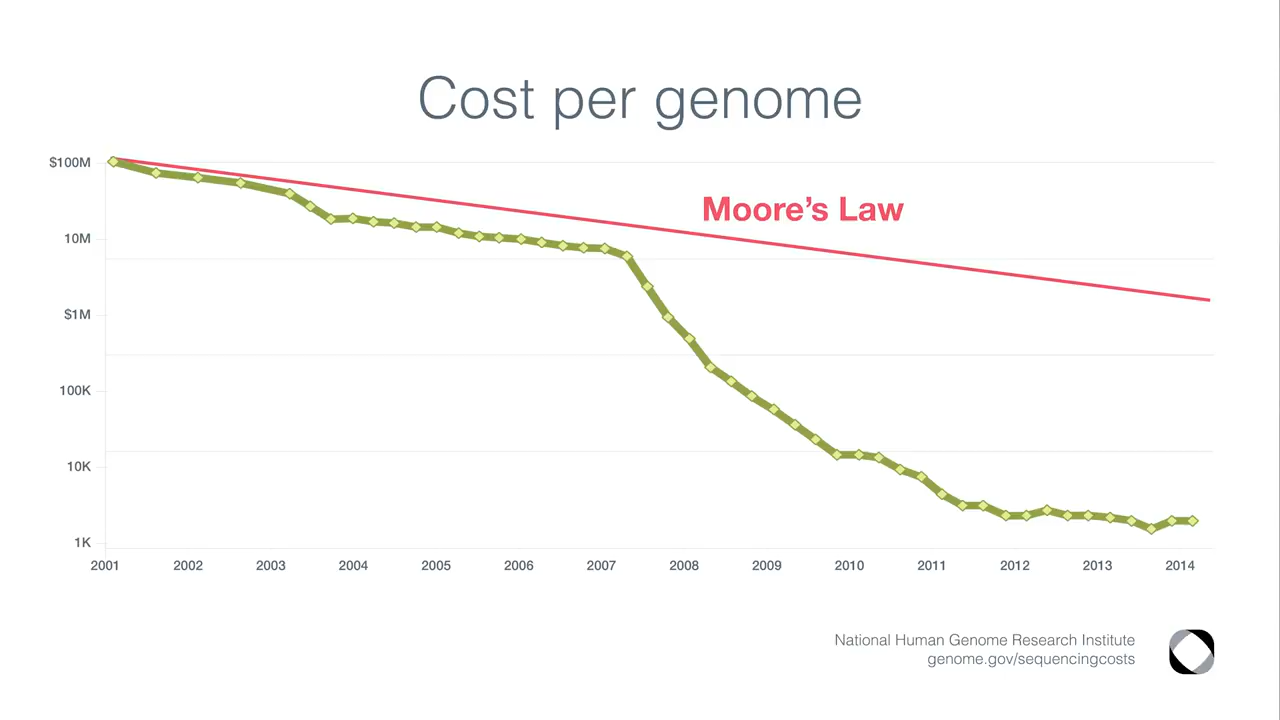 Cost per genome
$100M
Moore's Law
10M
$1M
100K
10K
1K
2001 2002 2003 2004 2005 2006 2007 2008 2009 2010 2011 2012 2013 2014
National Human Genome Research Institute
genome.gov/sequencingcosts